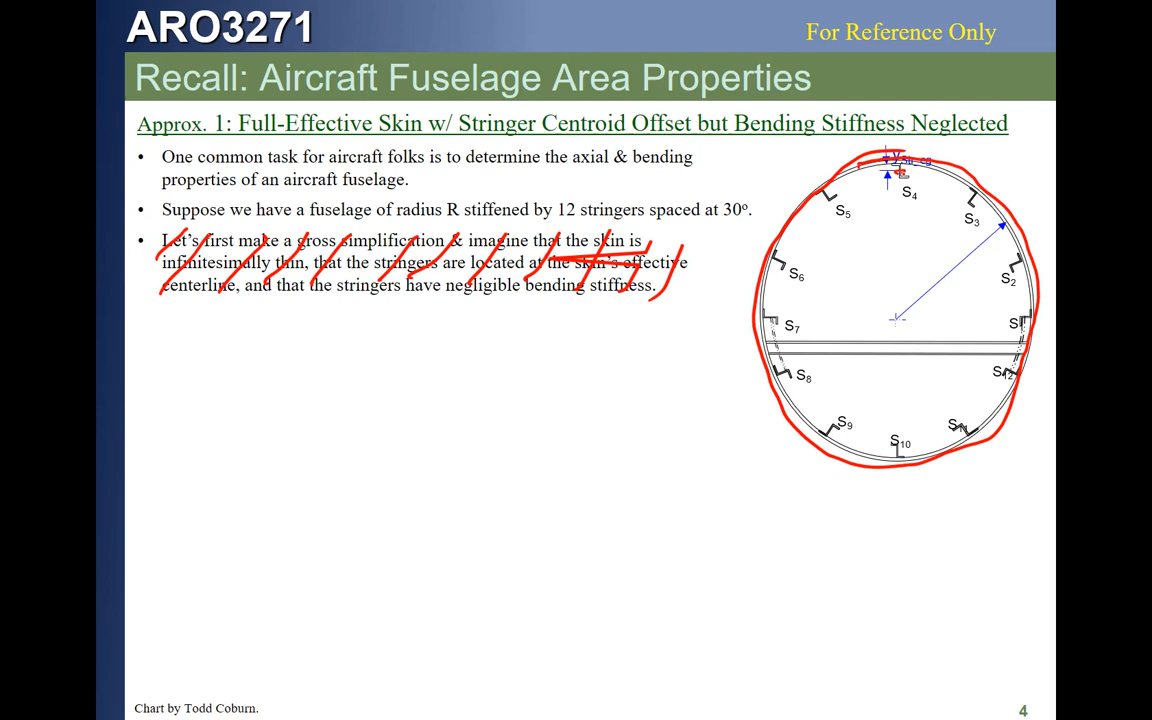 ARO3271
For Reference Only
Recall: Aircraft Fuselage Area Properties
Approx. 1: Full-Effective Skin w/ Stringer Centroid Offset but Bending Stiffness Neglected
• One common task for aircraft folks is to determine the axial & bending
properties of an aircraft fuselage.
• Suppose we have a fuselage of radius R stiffened by 12 stringers spaced at 30º.
• Let's first make a gross simplification & imagine that the skin is
infinitesimally thin, that the stringers are located at the skin's effective
centerline, and that the stringers have negligible bending stiffness.
S4
S5
S3
S6
S2
S7
S8
S12
S9
S10
Chart by Todd Coburn.
4